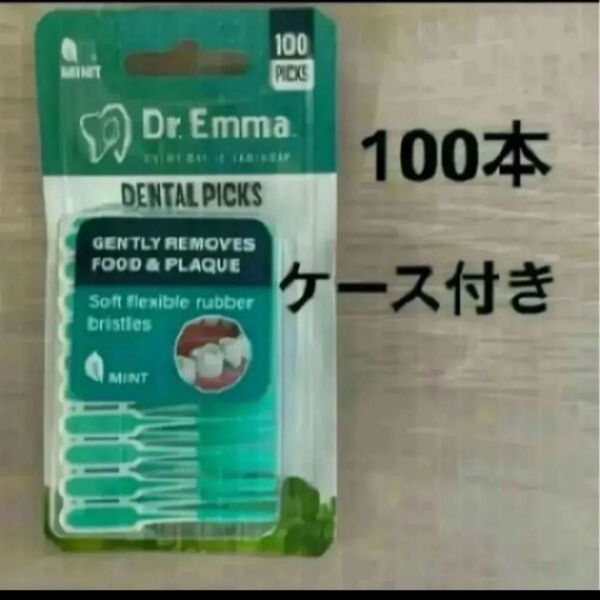 100
PICKS
MINT
Dr. Emma
DENTAL PICKS
GENTLY REMOVES
FOOD & PLAQUE
Soft flexible rubber
bristles
MINT
100本
ケース付き